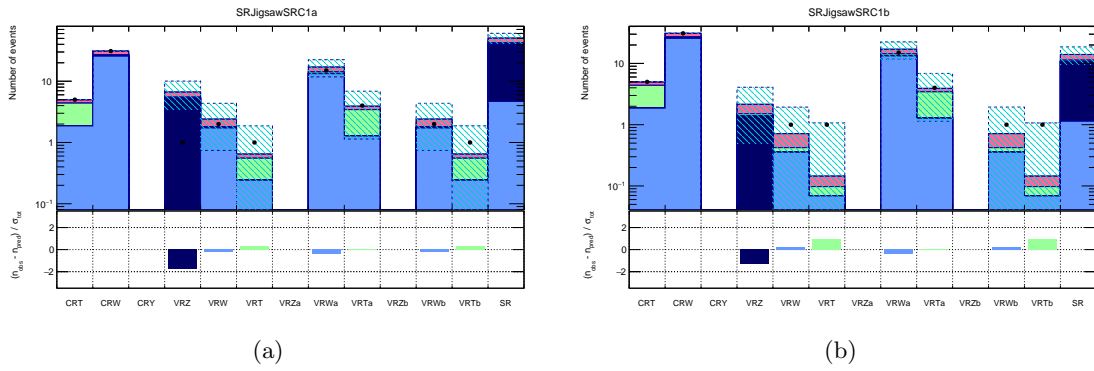 SRJigsawSRC1a
Number of events
10
1
10⁻¹
(n_obs - n_pred) / σ_tot
2
0
−2
CRT CRW CRY VRZ VRW VRT VRZa VRWa VRTa VRZb VRWb VRTb SR
(a)
SRJigsawSRC1b
Number of events
10
1
10⁻¹
(n_obs - n_pred) / σ_tot
2
0
−2
CRT CRW CRY VRZ VRW VRT VRZa VRWa VRTa VRZb VRWb VRTb SR
(b)